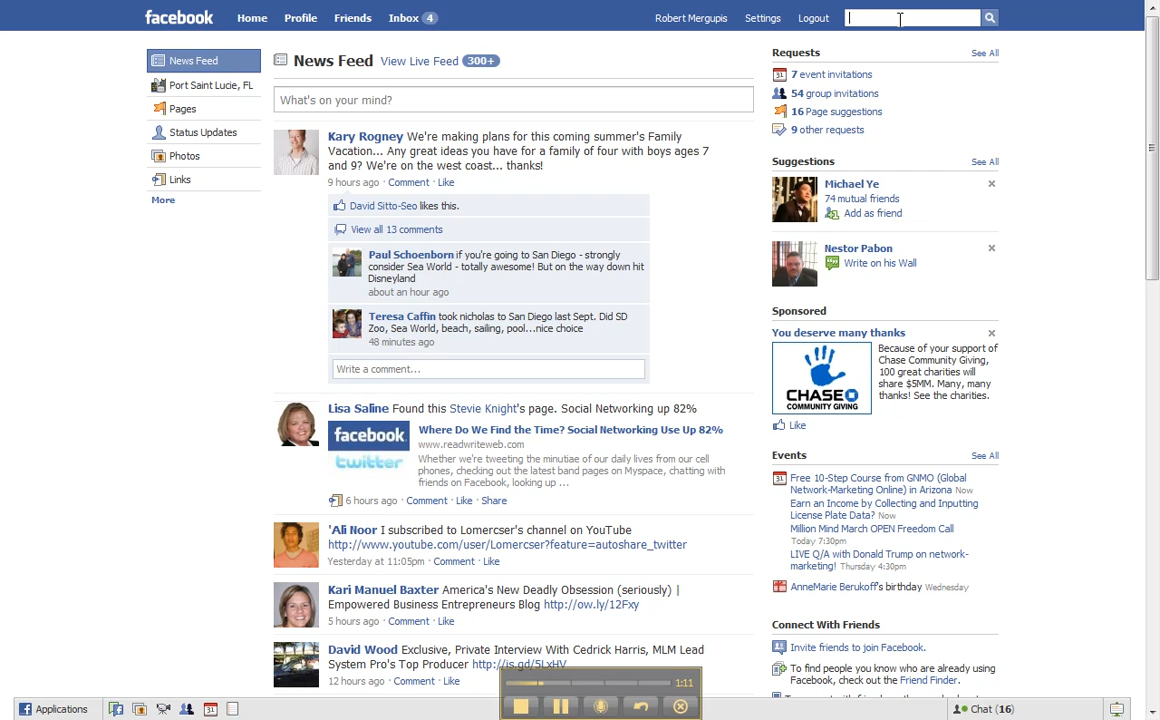 facebook Home Profile Friends Inbox 4 Robert Mergupis Settings Logout
News Feed
Port Saint Lucie, FL
Pages
Status Updates
Photos
Links
More
News Feed View Live Feed 300+
What's on your mind?
Kary Rogney We're making plans for this coming summer's Family
Vacation... Any great ideas you have for a family of four with boys ages 7
and 9? We're on the west coast... thanks!
9 hours ago · Comment · Like
David Sitto-Seo likes this.
View all 13 comments
Paul Schoenborn if you're going to San Diego - strongly
consider Sea World - totally awesome! But on the way down hit
Disneyland
about an hour ago
Teresa Caffin took nicholas to San Diego last Sept. Did SD
Zoo, Sea World, beach, sailing, pool...nice choice
48 minutes ago
Write a comment...
Lisa Saline Found this Stevie Knight's page. Social Networking up 82%
facebook.
twitter
Where Do We Find the Time? Social Networking Use Up 82%
www.readwriteweb.com
Whether we're tweeting the minutiae of our daily lives from our cell
phones, checking out the latest band pages on Myspace, chatting with
friends on Facebook, looking up ...
6 hours ago · Comment · Like · Share
'Ali Noor I subscribed to Lomercser's channel on YouTube
http://www.youtube.com/user/Lomercser?feature=autoshare_twitter
Yesterday at 11:05pm · Comment · Like
Kari Manuel Baxter America's New Deadly Obsession (seriously) |
Empowered Business Entrepreneurs Blog http://ow.ly/12Fxy
5 hours ago · Comment · Like
David Wood Exclusive, Private Interview With Cedrick Harris, MLM Lead
System Pro's Top Producer http://is.gd/5LxHV
12 hours ago · Comment · Like
Requests See All
31 7 event invitations
54 group invitations
16 Page suggestions
9 other requests
Suggestions See All
Michael Ye
74 mutual friends
Add as friend
Nestor Pabon
Write on his Wall
Sponsored
You deserve many thanks
CHASE
COMMUNITY GIVING
Because of your support of
Chase Community Giving,
100 great charities will
share $5MM. Many, many
thanks! See the charities.
Like
Events See All
31 Free 10-Step Course from GNMO (Global
Network-Marketing Online) in Arizona Now
Earn an Income by Collecting and Inputting
License Plate Data? Now
Million Mind March OPEN Freedom Call
Today 7:30pm
LIVE Q/A with Donald Trump on network-
marketing! Thursday 4:30pm
AnneMarie Berukoff's birthday Wednesday
Connect With Friends
Invite friends to join Facebook.
To find people you know who are already using
Facebook, check out the Friend Finder.
1:11
Applications 31 Chat (16)